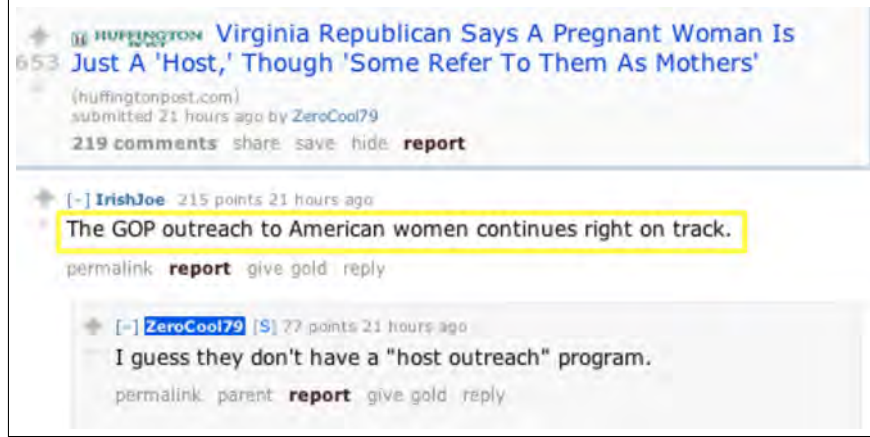 HUFFINGTON Virginia Republican Says A Pregnant Woman Is
653 Just A 'Host,' Though 'Some Refer To Them As Mothers'
(huffingtonpost.com)
submitted 21 hours ago by ZeroCool79
219 comments share save hide report
[-] IrishJoe 215 points 21 hours ago
The GOP outreach to American women continues right on track.
permalink report give gold reply
[-] ZeroCool79 [S] 77 points 21 hours ago
I guess they don't have a "host outreach" program.
permalink parent report give gold reply